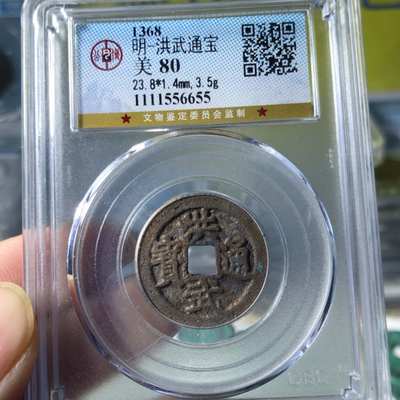 1368
明-洪武通宝
美 80
23.8*1.4mm,3.5g
1111556655
★ 文物鉴定委员会监制 ★
洪武通寶